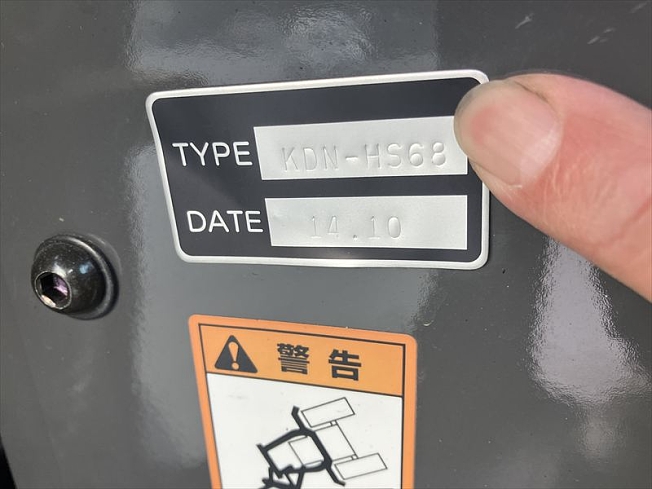 TYPE KDN-HS68
DATE 14.10
警告